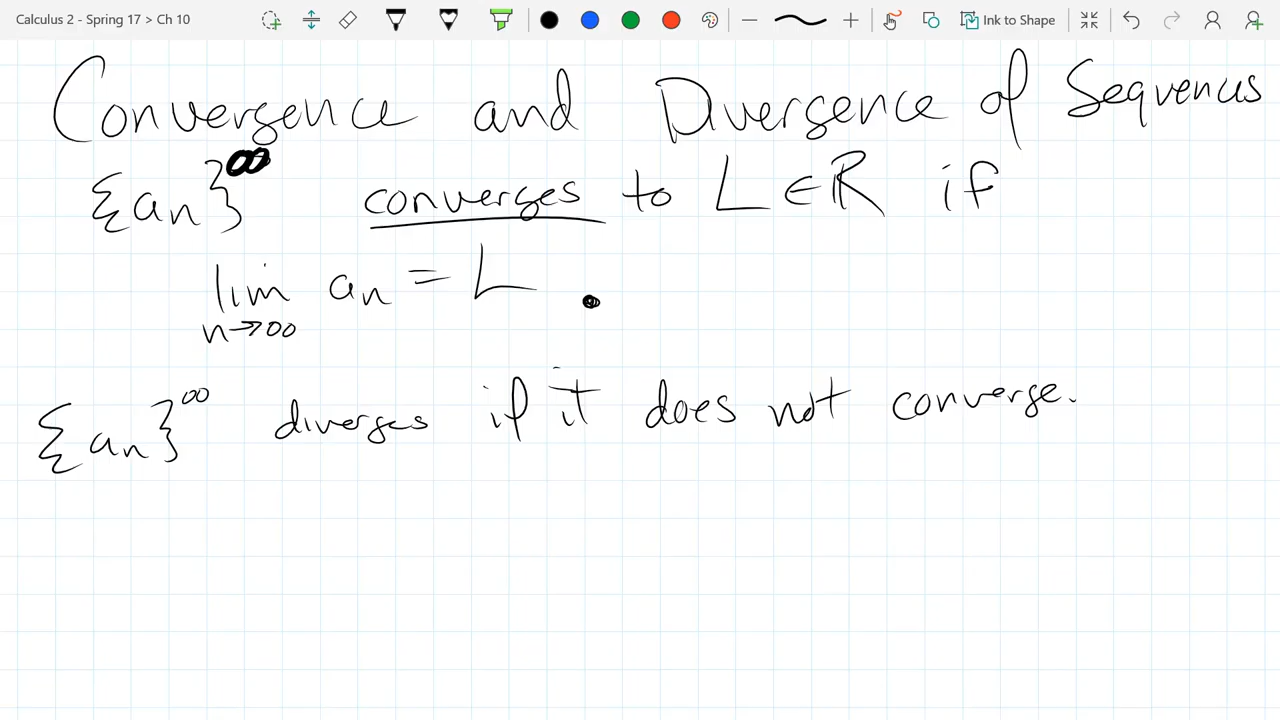 Calculus 2 - Spring 17 > Ch 10
Ink to Shape
Convergence and Divergence of Sequences
{an}∞ converges to L ∈ ℝ if
lim an = L .
n→∞
{an}∞ diverges if it does not converge.